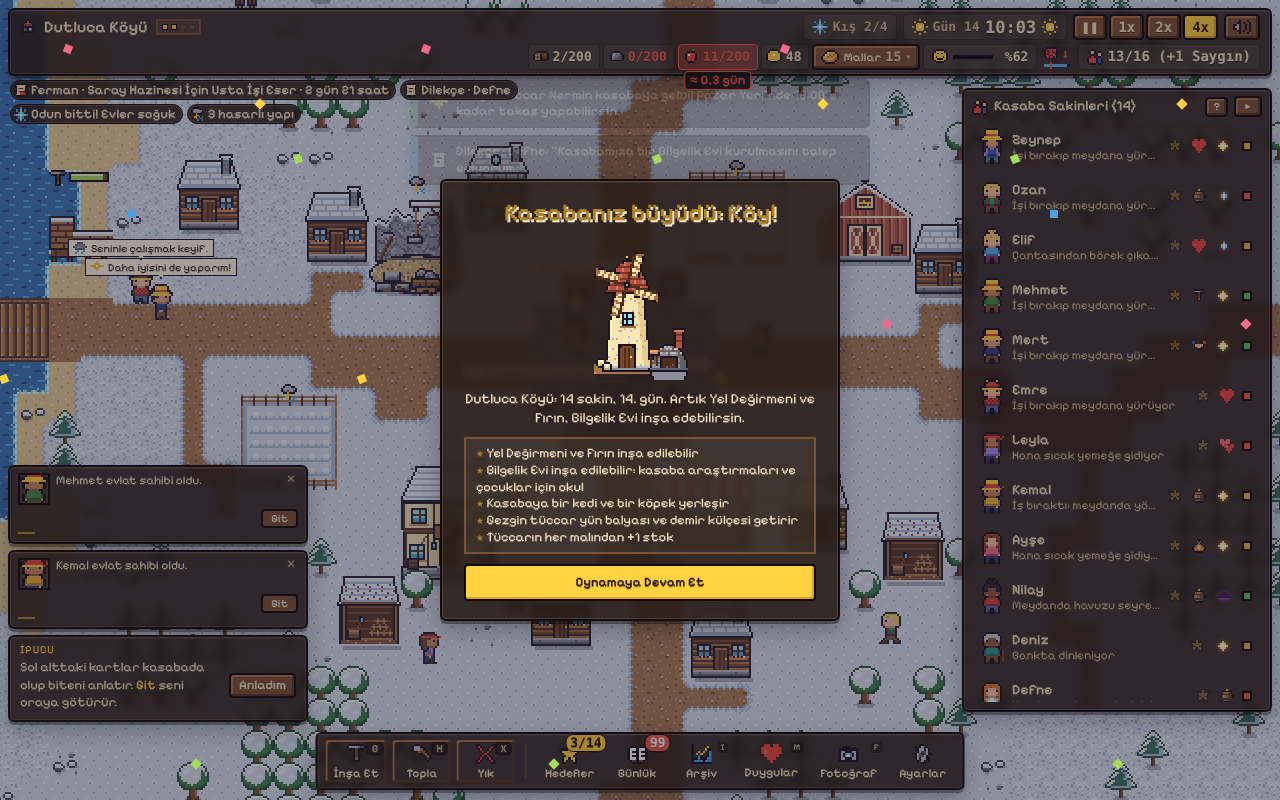 Dutluca Köyü
Kış 2/4
Gün 14 10:03
1x
2x
4x
2/200
0/200
11/200
48
Mallar 15
%62
13/16 (+1 Saygın)
≈ 0,3 gün
Ferman · Saray Hazinesi İçin Usta İşi Eser · 2 gün 21 saat
Dilekçe · Defne
Odun bitti! Evler soğuk
3 hasarlı yapı
kadar takas yapabilirsin.
Seninle çalışmak keyif.
Daha iyisini de yaparım!
Kasabanız büyüdü: Köy!
Dutluca Köyü: 14 sakin, 14. gün. Artık Yel Değirmeni ve
Fırın, Bilgelik Evi inşa edebilirsin.
★ Yel Değirmeni ve Fırın inşa edilebilir
★ Bilgelik Evi inşa edilebilir: kasaba araştırmaları ve
çocuklar için okul
★ Kasabaya bir kedi ve bir köpek yerleşir
★ Gezgin tüccar yün balyası ve demir külçesi getirir
★ Tüccarın her malından +1 stok
Oynamaya Devam Et
Kasaba Sakinleri (14)
?
Zeynep
İşi bırakıp meydana yür...
Ozan
İşi bırakıp meydana yür...
Elif
Çantasından börek çıka...
Mehmet
İşi bırakıp meydana yür...
Mert
İşi bırakıp meydana yür...
Emre
İşi bırakıp meydana yürüyor
Leyla
Hana sıcak yemeğe gidiyor
Kemal
İş bıraktı meydanda yö...
Ayşe
Hana sıcak yemeğe gidiy...
Nilay
Meydanda havuzu seyre...
Deniz
Bankta dinleniyor
Defne
Mehmet evlat sahibi oldu.
Git
Kemal evlat sahibi oldu.
Git
İPUCU
Sol alttaki kartlar kasabada
olup biteni anlatır. Git seni
oraya götürür.
Anladım
B
İnşa Et
H
Topla
X
Yık
3/14
Hedefler
99
Günlük
I
Arşiv
M
Duygular
F
Fotoğraf
Ayarlar